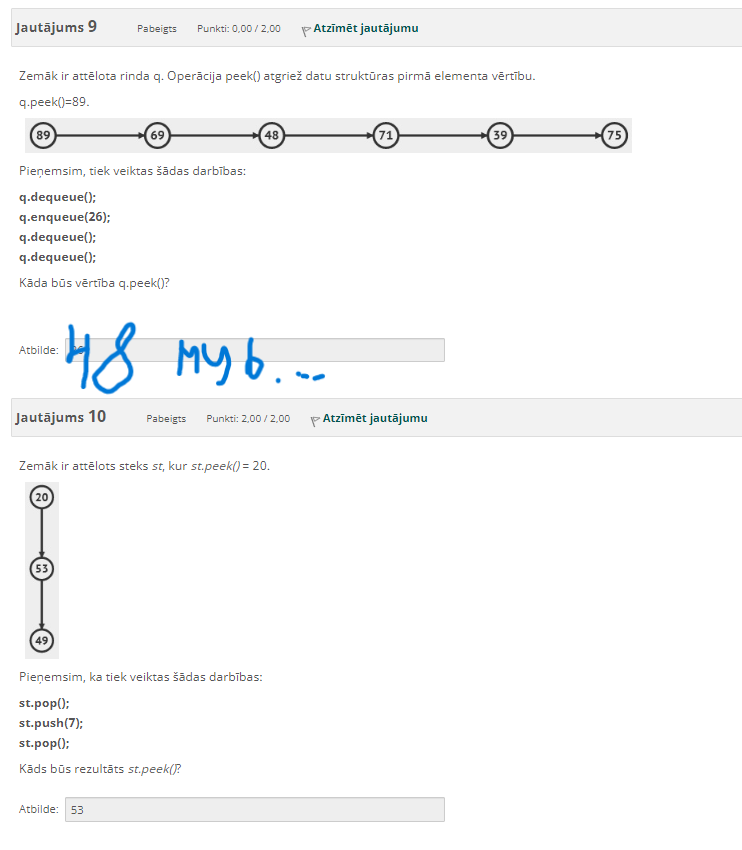 Jautājums 9 Pabeigts Punkti: 0,00 / 2,00 Atzīmēt jautājumu
Zemāk ir attēlota rinda q. Operācija peek() atgriež datu struktūras pirmā elementa vērtību.
q.peek()=89.
89 69 48 71 39 75
Pieņemsim, tiek veiktas šādas darbības:
q.dequeue();
q.enqueue(26);
q.dequeue();
q.dequeue();
Kāda būs vērtība q.peek()?
Atbilde: 48 муб. --
Jautājums 10 Pabeigts Punkti: 2,00 / 2,00 Atzīmēt jautājumu
Zemāk ir attēlots steks st, kur st.peek() = 20.
20
53
49
Pieņemsim, ka tiek veiktas šādas darbības:
st.pop();
st.push(7);
st.pop();
Kāds būs rezultāts st.peek()?
Atbilde: 53